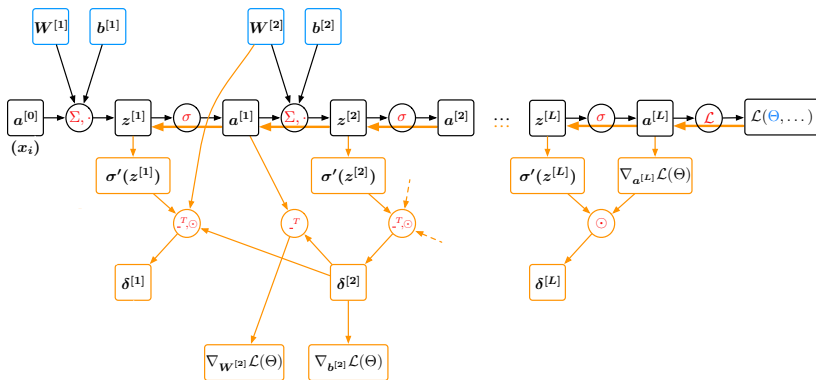 W^{[1]} b^{[1]} W^{[2]} b^{[2]}
a^{[0]} Σ,· z^{[1]} σ a^{[1]} Σ,· z^{[2]} σ a^{[2]} ... z^{[L]} σ a^{[L]} ℒ ℒ(Θ,...)
(x_i)
σ′(z^{[1]}) σ′(z^{[2]}) σ′(z^{[L]}) ∇_{a^{[L]}}ℒ(Θ)
_^T,⊙ _^T _^T,⊙ ⊙
δ^{[1]} δ^{[2]} δ^{[L]}
∇_{W^{[2]}}ℒ(Θ) ∇_{b^{[2]}}ℒ(Θ)